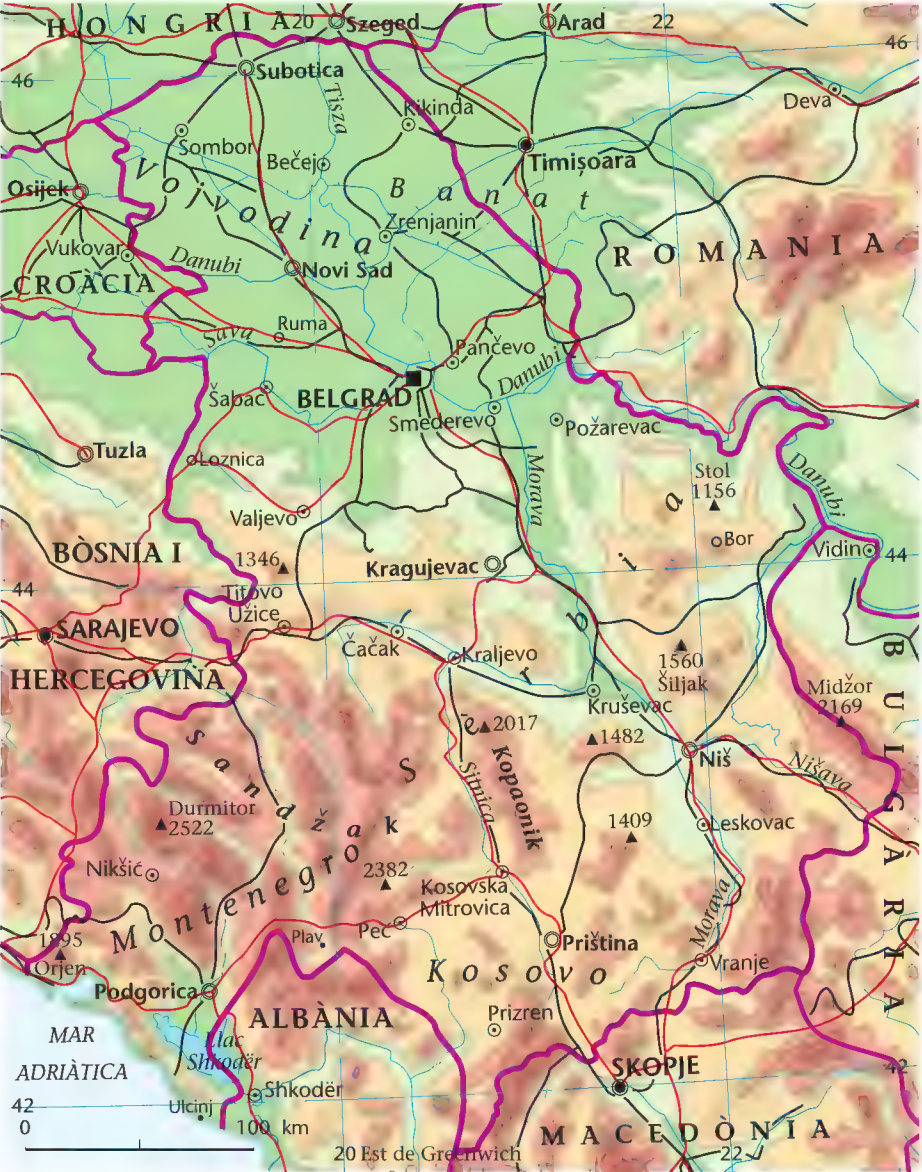 HONGRIA
20
Szeged
Arad
22
46
46
Subotica
Tisza
Kikinda
Deva
Sombor
Bečej
Timișoara
Vojvodina
Banat
Osijek
Zrenjanin
Vukovar
Danubi
Novi Sad
ROMANIA
CROÀCIA
Sava
Ruma
Pančevo
Danubi
BELGRAD
Šabac
Smederevo
Požarevac
Tuzla
Loznica
Morava
Stol
1156
Danubi
Valjevo
Bor
Vidin
BÒSNIA I
1346
Kragujevac
44
44
Titovo
Užice
SARAJEVO
Čačak
Kraljevo
1560
Šiljak
HERCEGOVINA
Kruševac
Midžor
2169
BULGÀRIA
Sèrbia
2017
1482
Niš
Nišava
Sandžak
Kopaonik
Sitnica
Durmitor
2522
1409
Leskovac
Nikšić
2382
Kosovska
Mitrovica
Montenegro
Plav
Peć
Morava
1895
Orjen
Priština
Vranje
Kosovo
Podgorica
ALBÀNIA
Prizren
MAR
ADRIÀTICA
Llac
Shkodër
SKOPJE
42
42
Shkodër
Ulcinj
0
100 km
MACEDÒNIA
20 Est de Greenwich
22